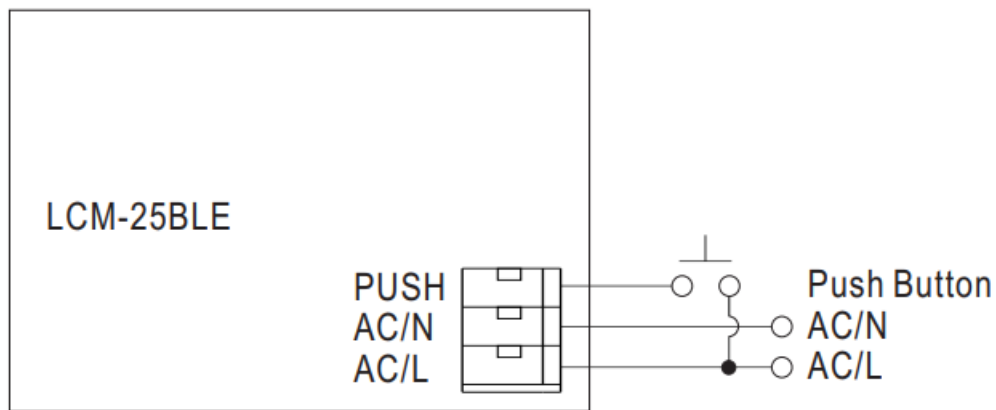 LCM-25BLE
PUSH
AC/N
AC/L
Push Button
AC/N
AC/L